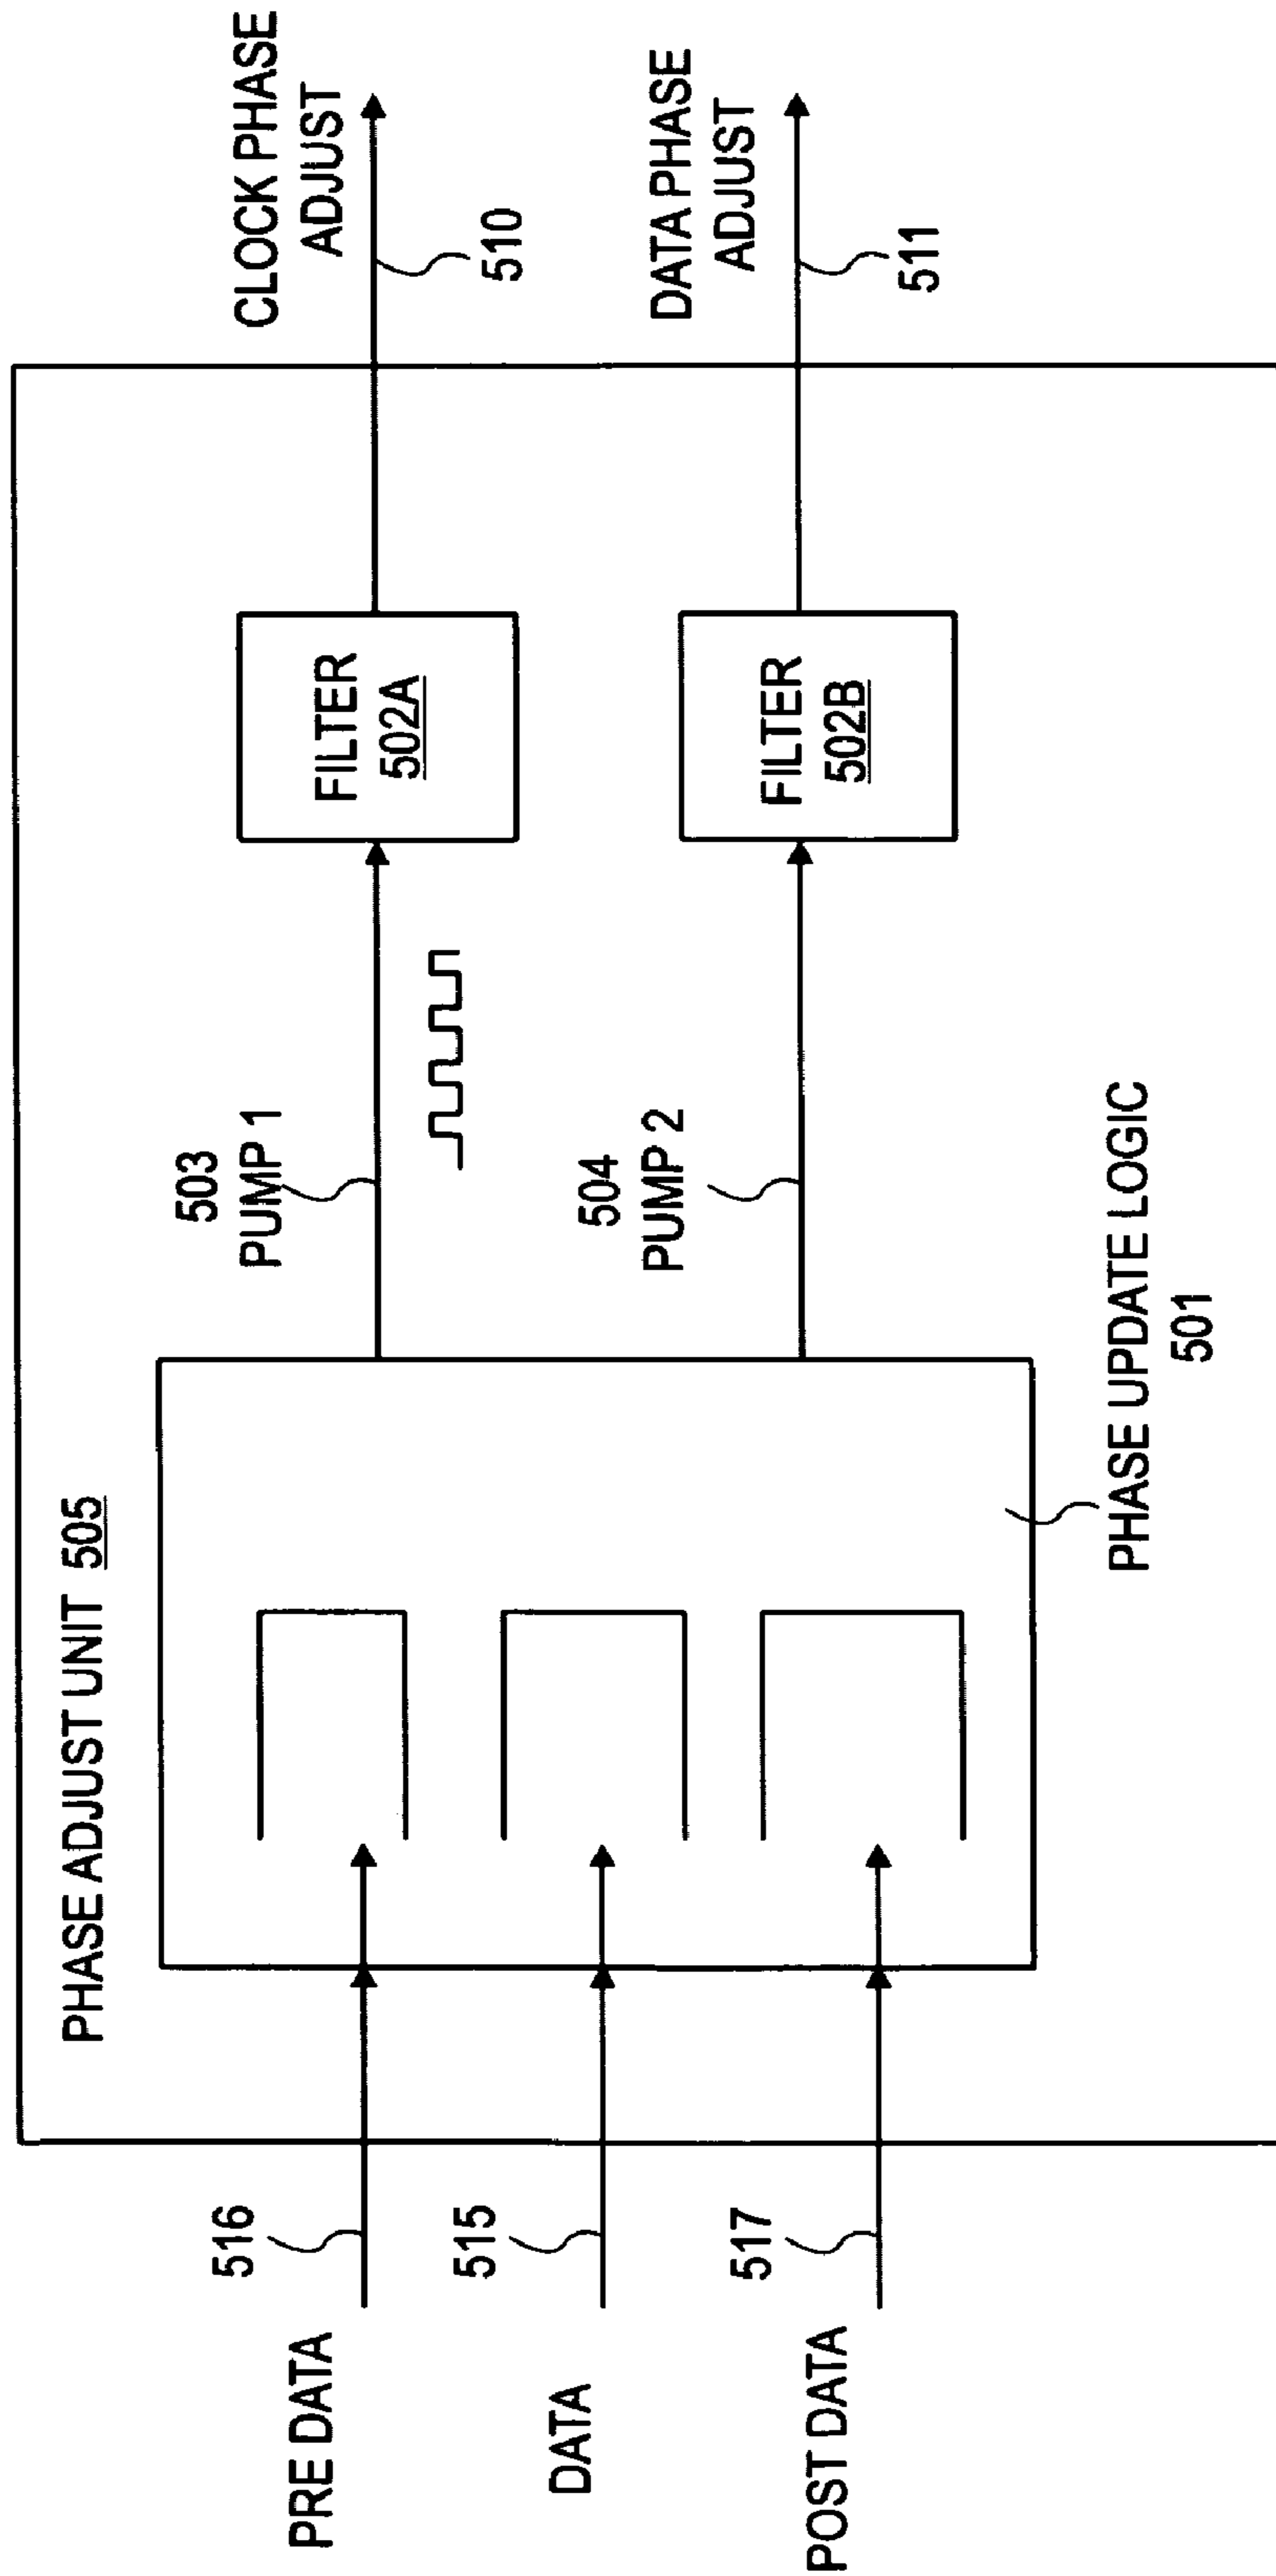 PHASE ADJUST UNIT 505
PRE DATA
516
DATA
515
POST DATA
517
PHASE UPDATE LOGIC
501
503
PUMP 1
504
PUMP 2
FILTER
502A
FILTER
502B
CLOCK PHASE
ADJUST
510
DATA PHASE
ADJUST
511